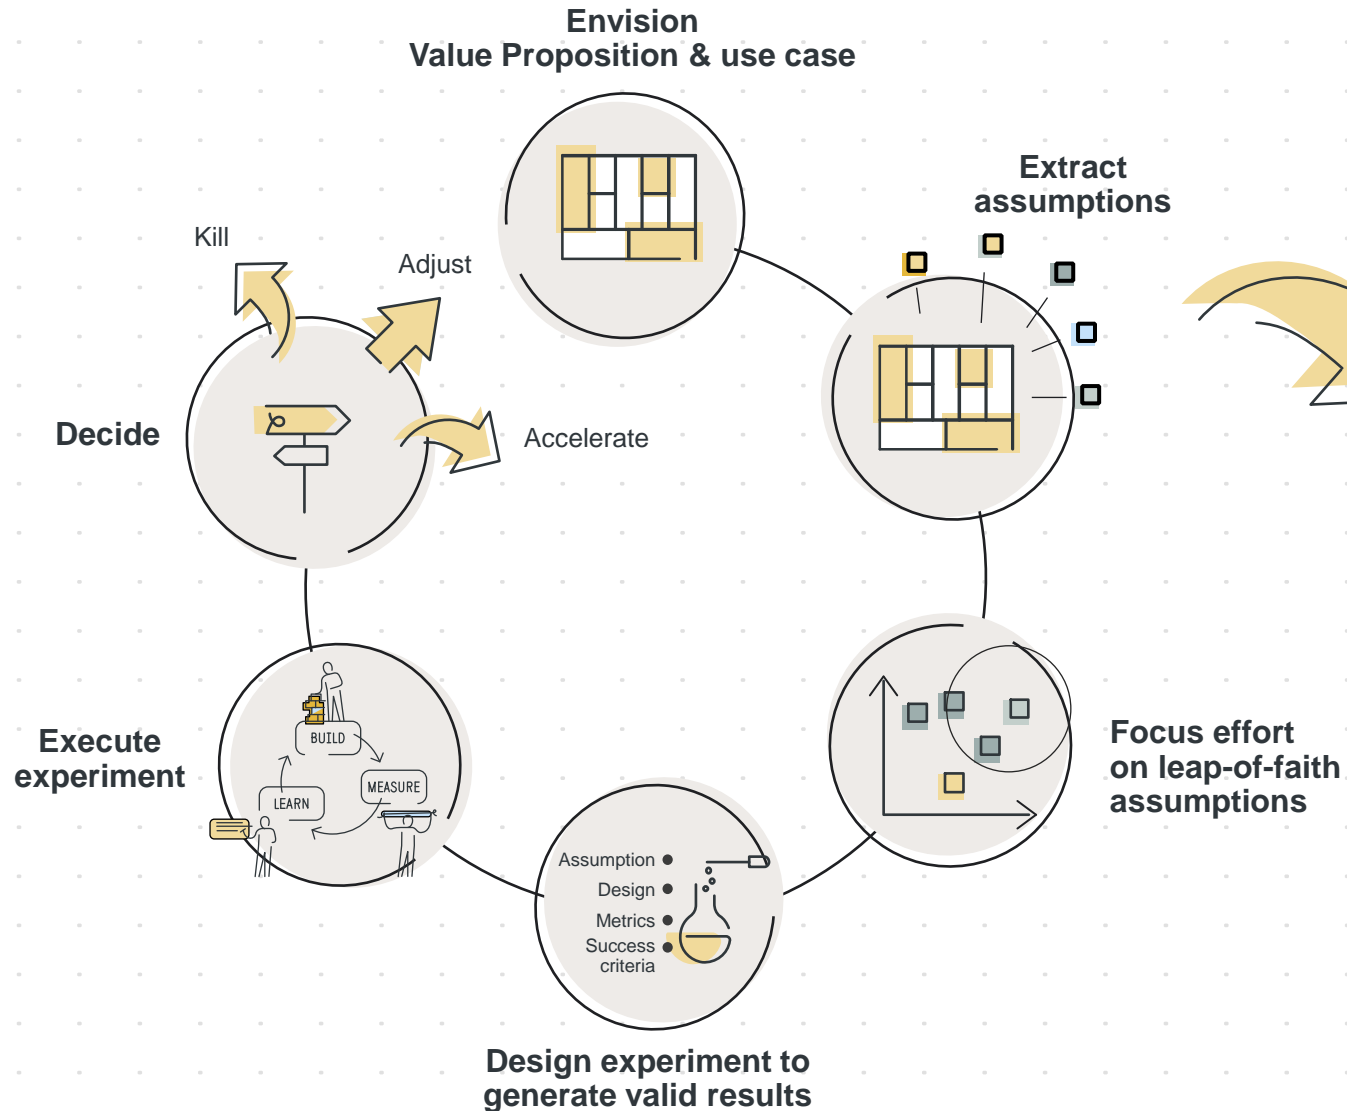 Envision
Value Proposition & use case
Extract
assumptions
Kill
Adjust
Decide
Accelerate
Execute
experiment
BUILD
MEASURE
LEARN
Focus effort
on leap-of-faith
assumptions
Assumption
Design
Metrics
Success
criteria
Design experiment to
generate valid results